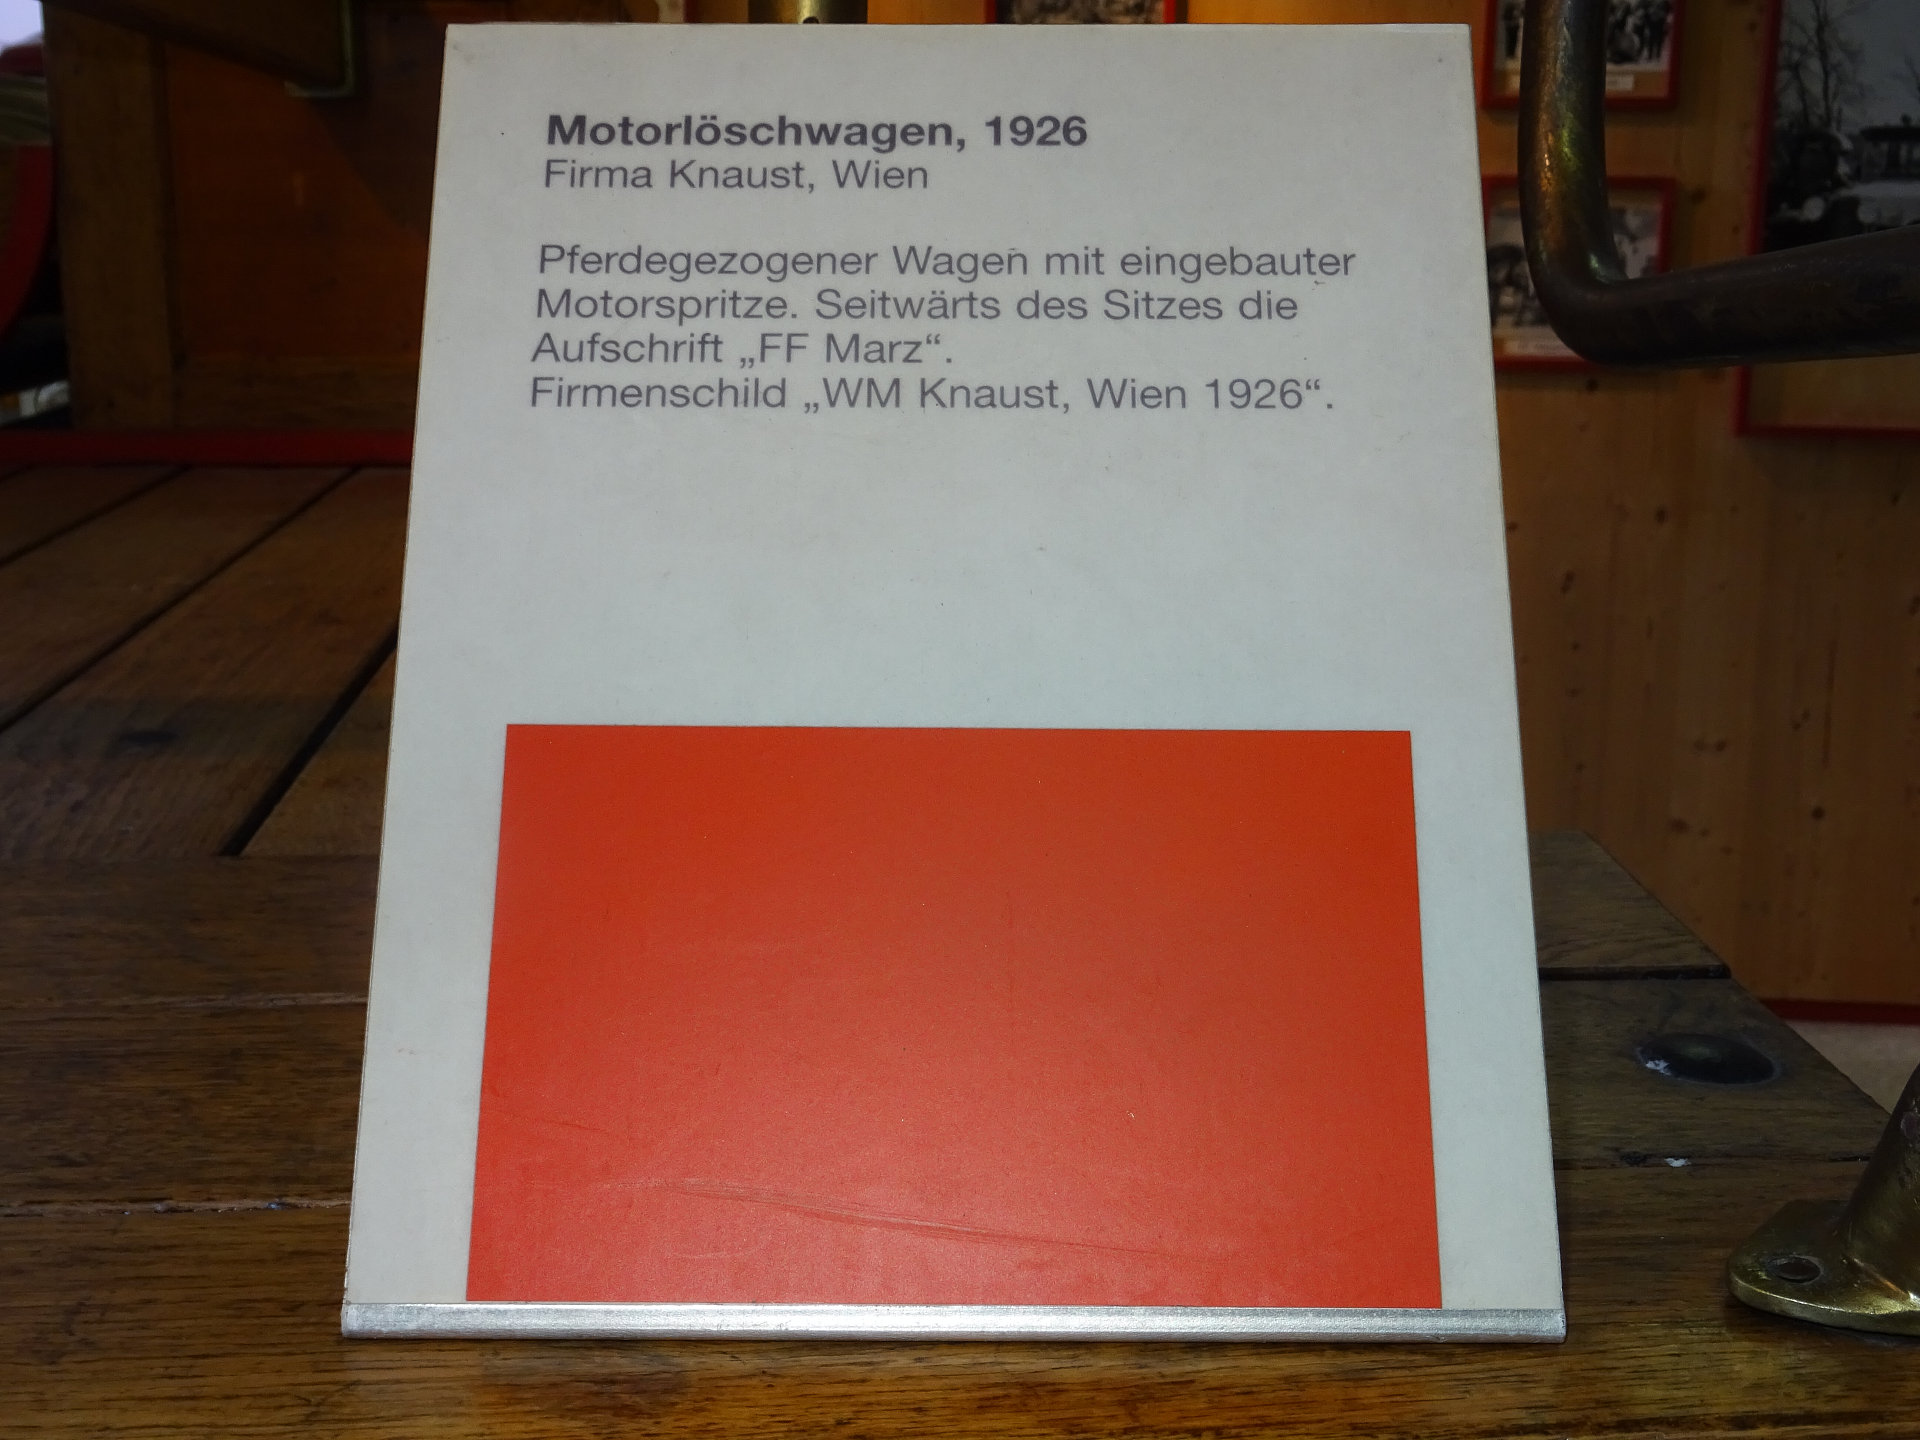 Motorlöschwagen, 1926
Firma Knaust, Wien
Pferdegezogener Wagen mit eingebauter
Motorspritze. Seitwärts des Sitzes die
Aufschrift „FF Marz“.
Firmenschild „WM Knaust, Wien 1926“.